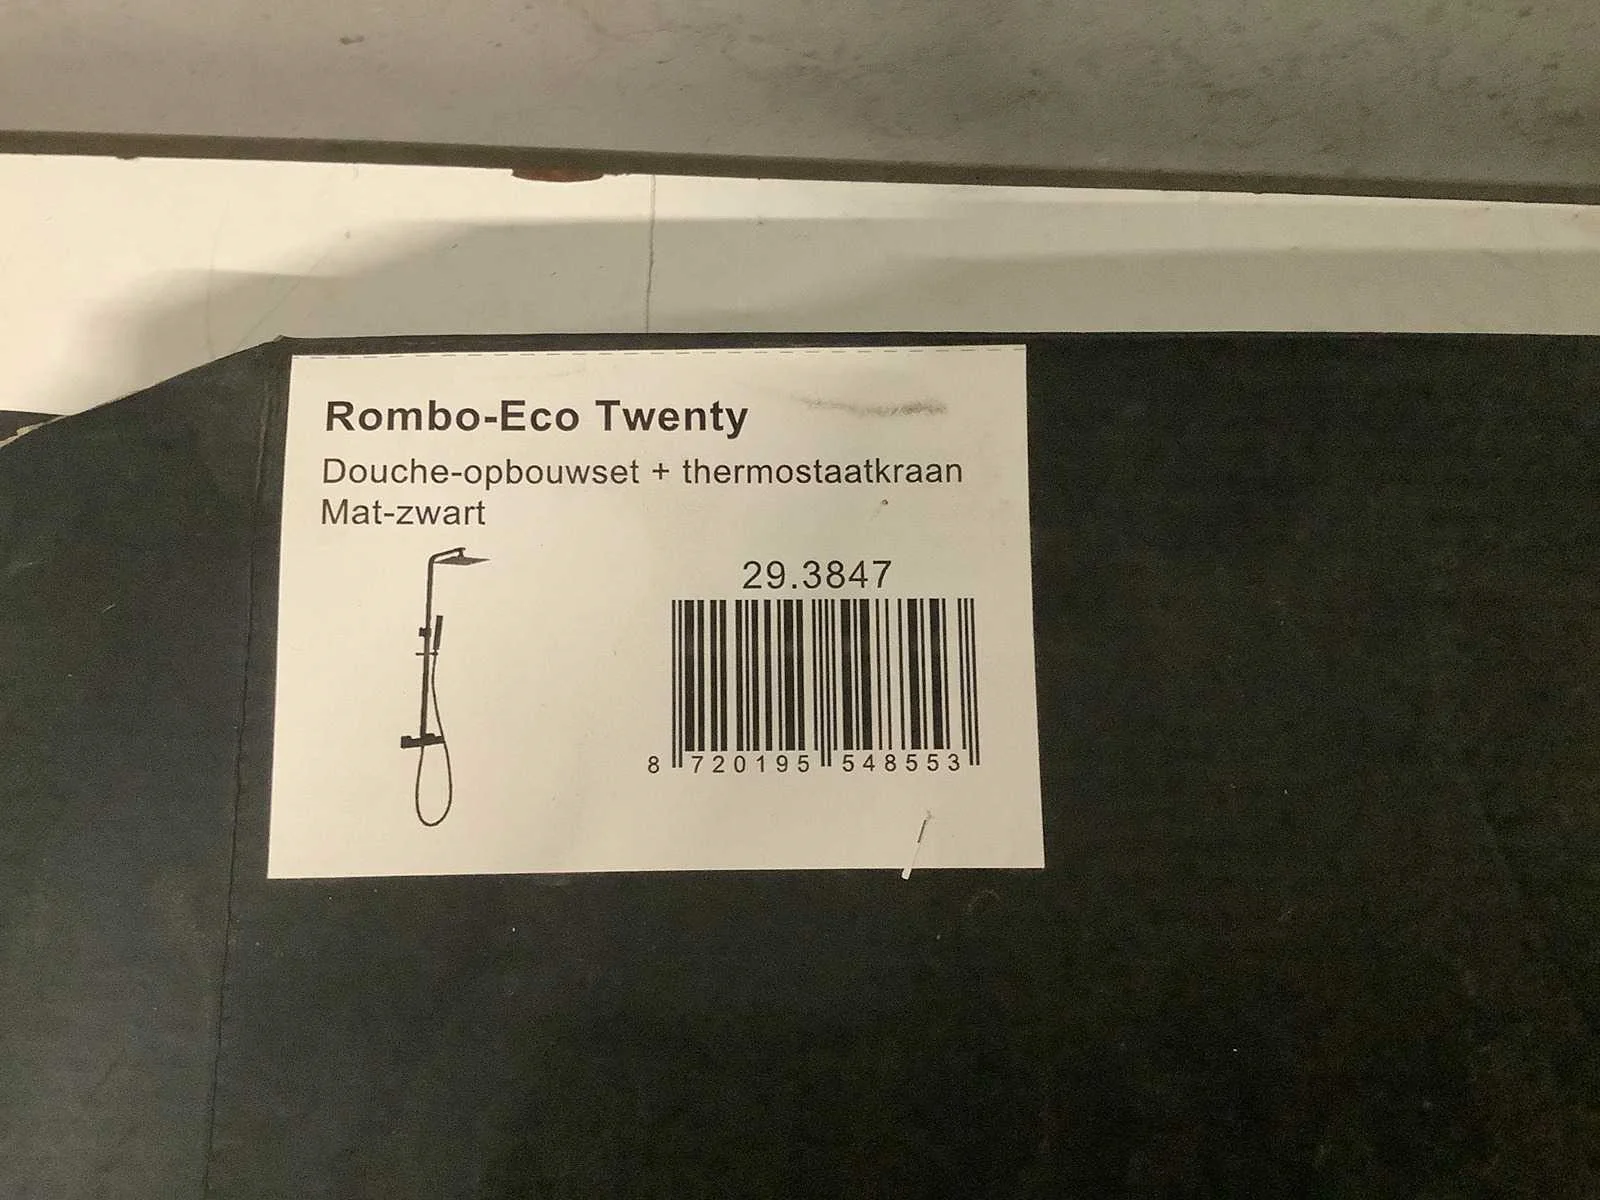 Rombo-Eco Twenty
Douche-opbouwset + thermostaatkraan
Mat-zwart
29.3847
8 720195 548553